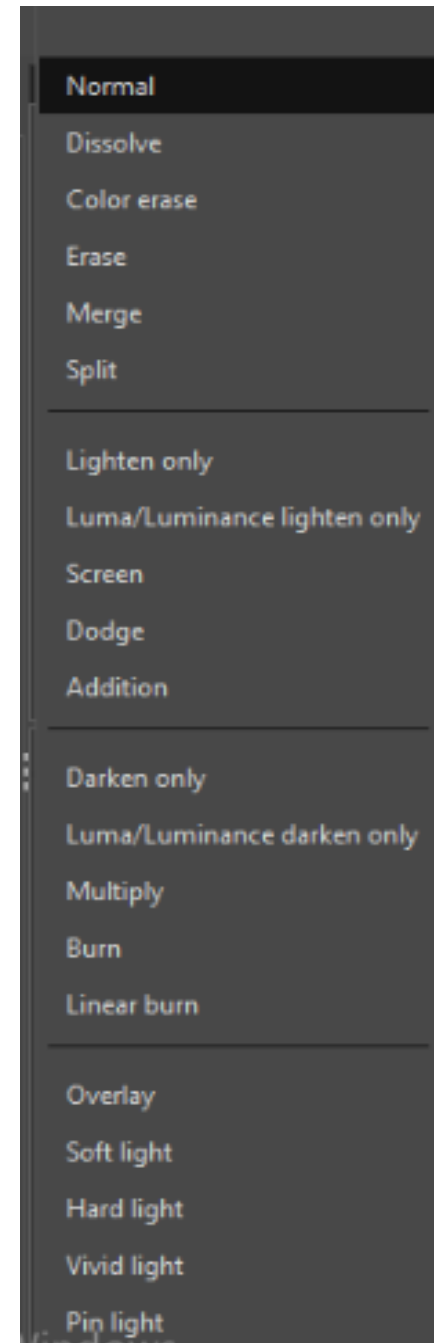 Normal
Dissolve
Color erase
Erase
Merge
Split
Lighten only
Luma/Luminance lighten only
Screen
Dodge
Addition
Darken only
Luma/Luminance darken only
Multiply
Burn
Linear burn
Overlay
Soft light
Hard light
Vivid light
Pin light